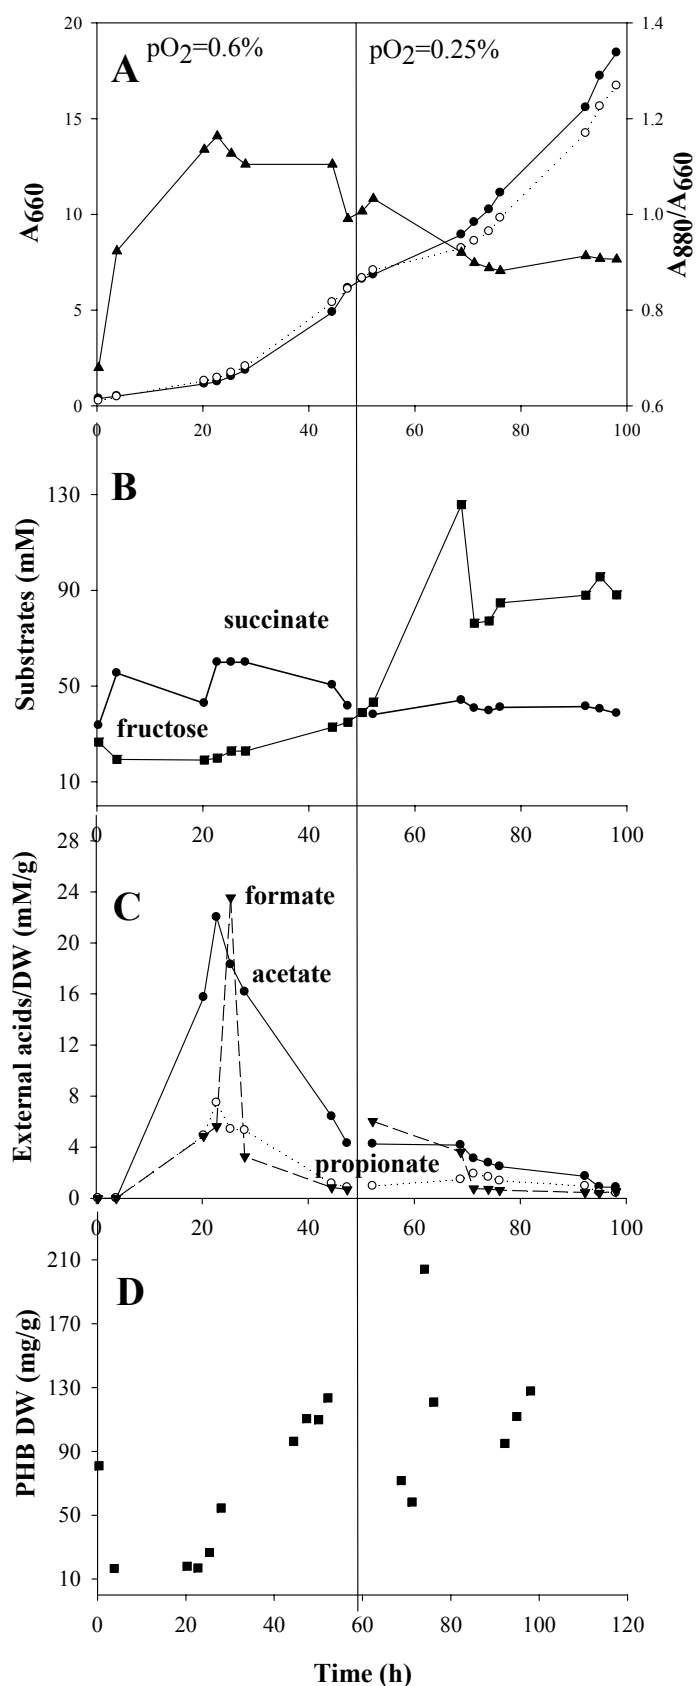 pO2=0.6%
pO2=0.25%
A
20
15
10
5
0
A660
1.4
1.2
1.0
0.8
0.6
A880/A660
0 20 40 60 80 100
B
130
90
50
10
Substrates (mM)
succinate
fructose
0 20 40 60 80 100
C
28
24
20
16
12
8
4
0
External acids/DW (mM/g)
formate
acetate
propionate
0 20 40 60 80 100
D
210
170
130
90
50
10
PHB DW (mg/g)
0 20 40 60 80 100 120
Time (h)